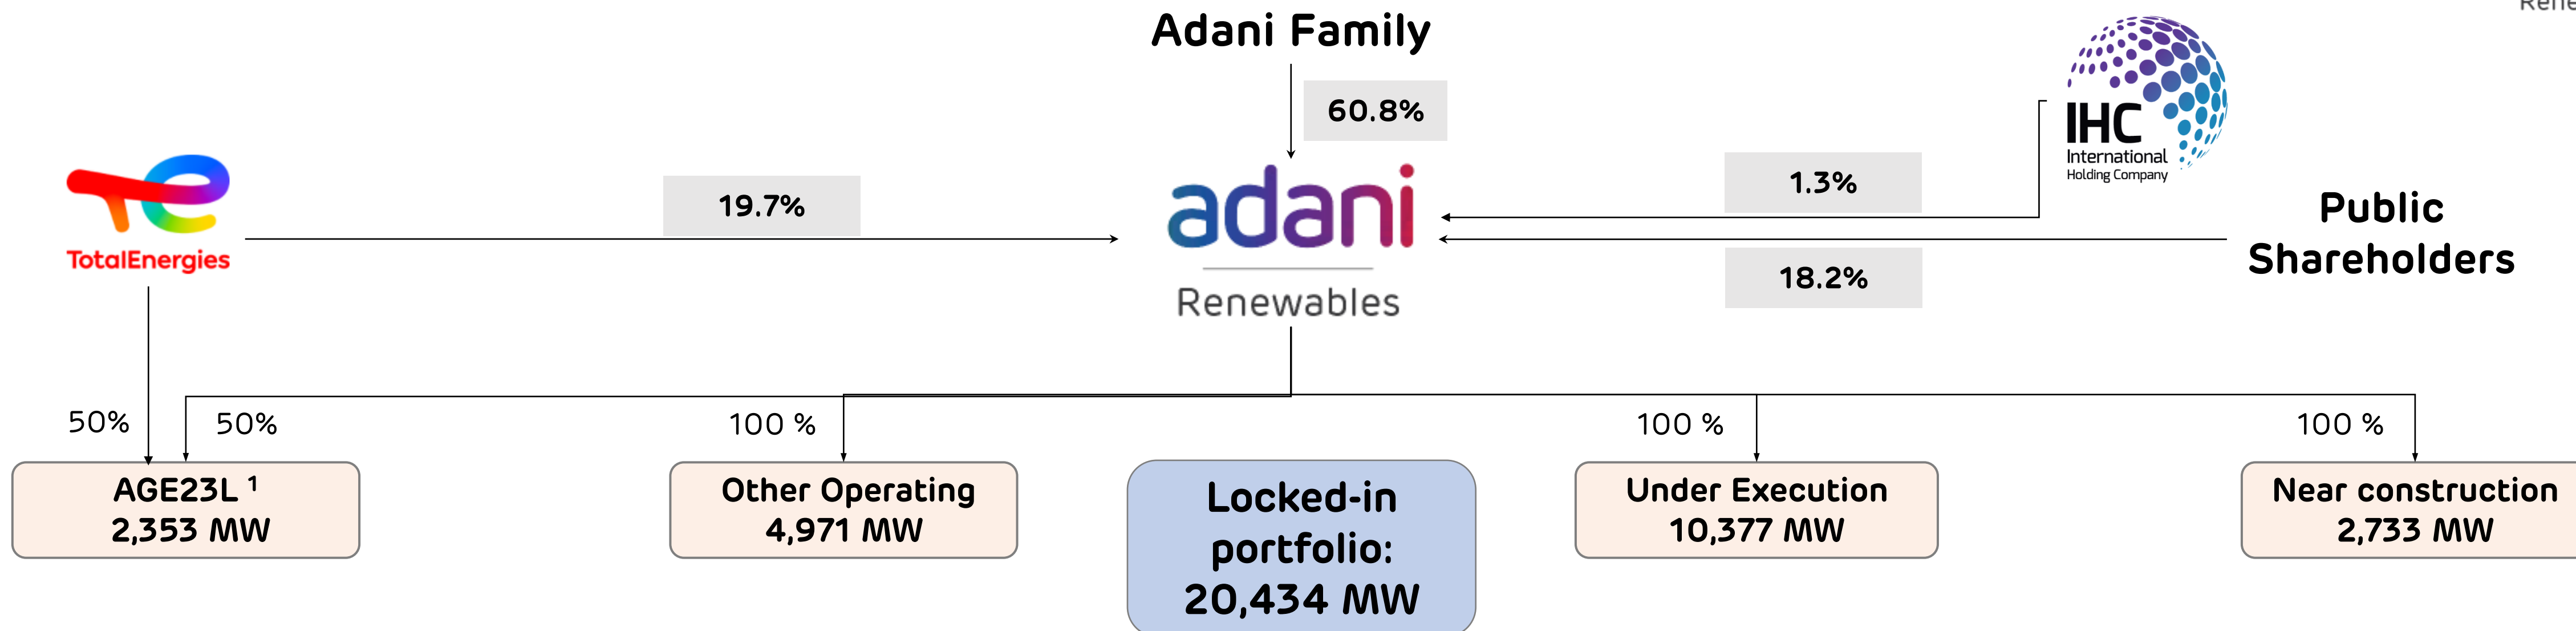 Adani Family
60.8%
IHC
International
Holding Company
TotalEnergies
19.7%
adani
Renewables
1.3%
18.2%
Public
Shareholders
50%
50%
100 %
100 %
100 %
AGE23L ¹
2,353 MW
Other Operating
4,971 MW
Locked-in
portfolio:
20,434 MW
Under Execution
10,377 MW
Near construction
2,733 MW